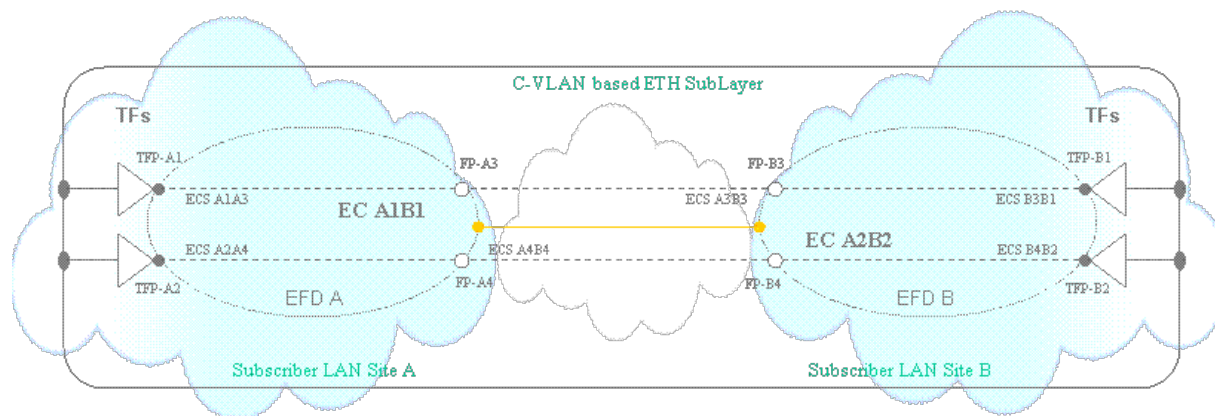 C-VLAN based ETH SubLayer
TFs
TFs
TFP-A1
FP-A3
FP-B3
TFP-B1
ECS A1A3
ECS A3B3
ECS B3B1
EC A1B1
EC A2B2
ECS A2A4
ECS A4B4
ECS B4B2
TFP-A2
FP-A4
FP-B4
TFP-B2
EFD A
EFD B
Subscriber LAN Site A
Subscriber LAN Site B